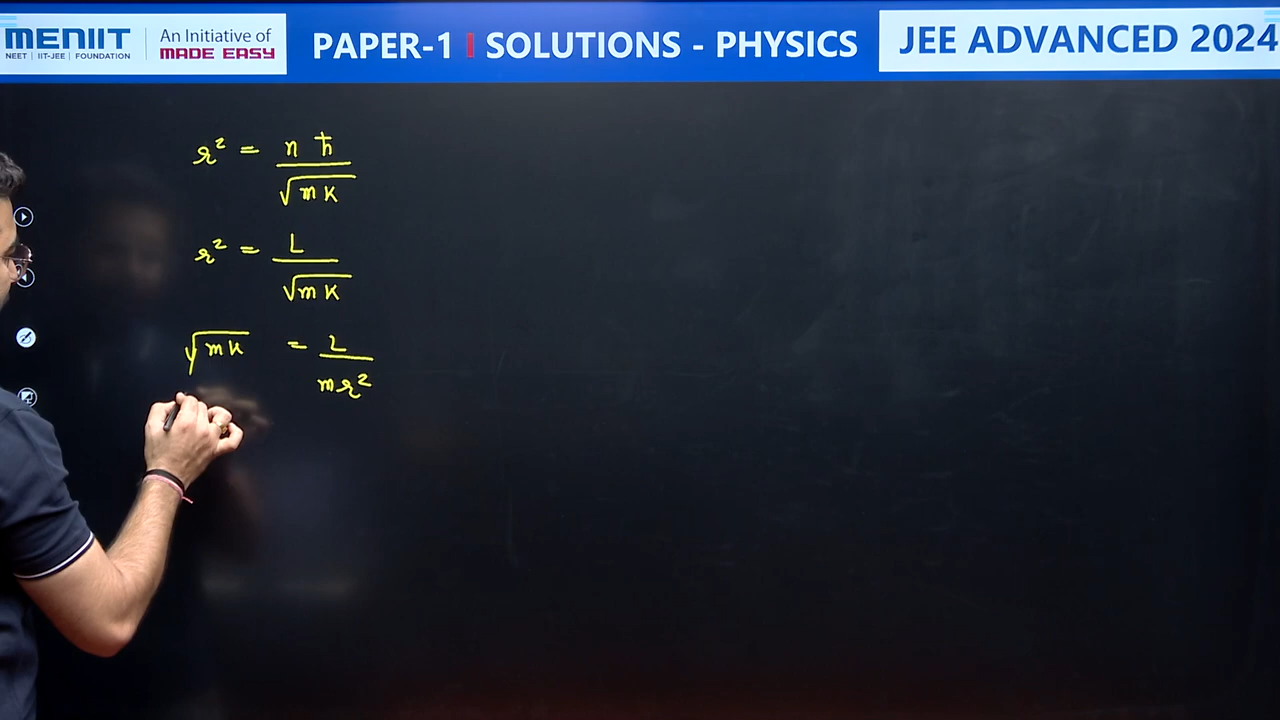 MENIIT
NEET | IIT-JEE | FOUNDATION
An Initiative of
MADE EASY
PAPER-1 | SOLUTIONS - PHYSICS
JEE ADVANCED 2024
r² = n ħ / √mk
r² = L / √mk
√mk = L / mr²